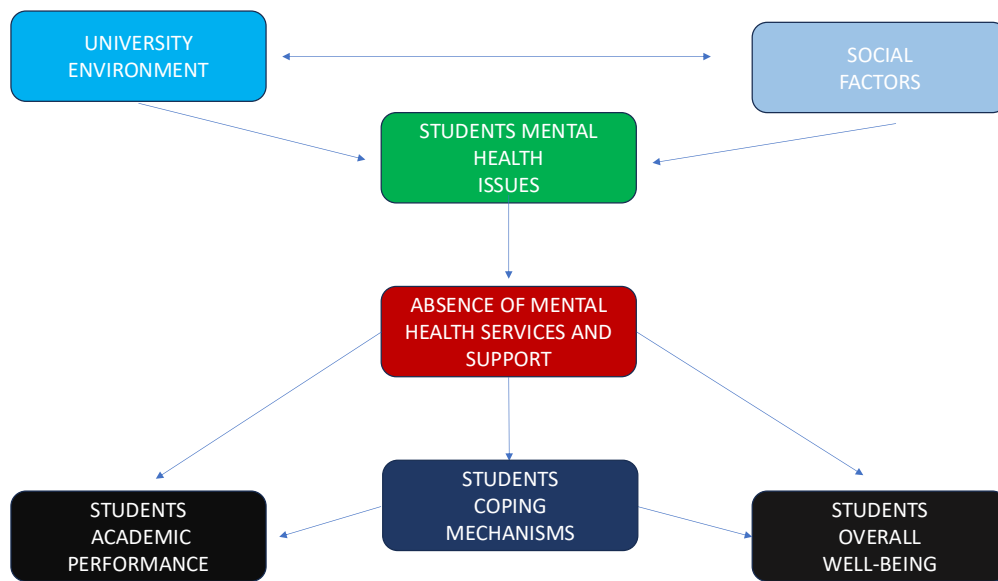 UNIVERSITY
ENVIRONMENT
SOCIAL
FACTORS
STUDENTS MENTAL
HEALTH
ISSUES
ABSENCE OF MENTAL
HEALTH SERVICES AND
SUPPORT
STUDENTS
ACADEMIC
PERFORMANCE
STUDENTS
COPING
MECHANISMS
STUDENTS
OVERALL
WELL-BEING